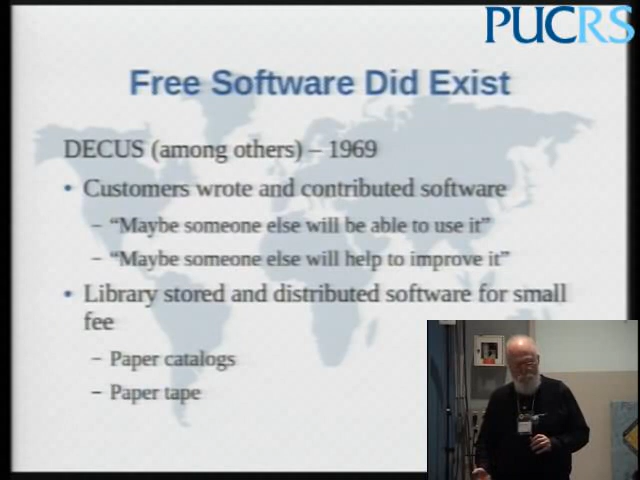 PUCRS
Free Software Did Exist
DECUS (among others) – 1969
• Customers wrote and contributed software
– “Maybe someone else will be able to use it”
– “Maybe someone else will help to improve it”
• Library stored and distributed software for small
fee
– Paper catalogs
– Paper tape